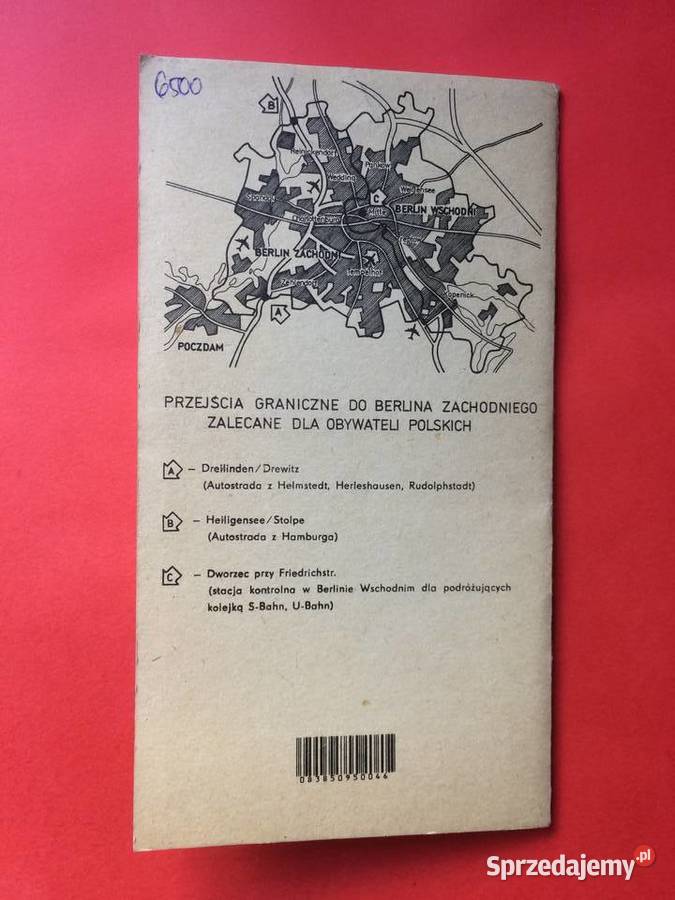 6500
B
Reinickendorf
Pankow
Wedding
Weißensee
Spandau
C
Mitte
BERLIN WSCHODNI
Charlottenburg
BERLIN ZACHODNI
Tempelhof
Zehlendorf
A
POCZDAM
PRZEJŚCIA GRANICZNE DO BERLINA ZACHODNIEGO
ZALECANE DLA OBYWATELI POLSKICH
A – Dreilinden/Drewitz
(Autostrada z Helmstedt, Herleshausen, Rudolphstadt)
B – Heiligensee/Stolpe
(Autostrada z Hamburga)
C – Dworzec przy Friedrichstr.
(stacja kontrolna w Berlinie Wschodnim dla podróżujących
kolejką S-Bahn, U-Bahn)
083850950046
Sprzedajemy.pl